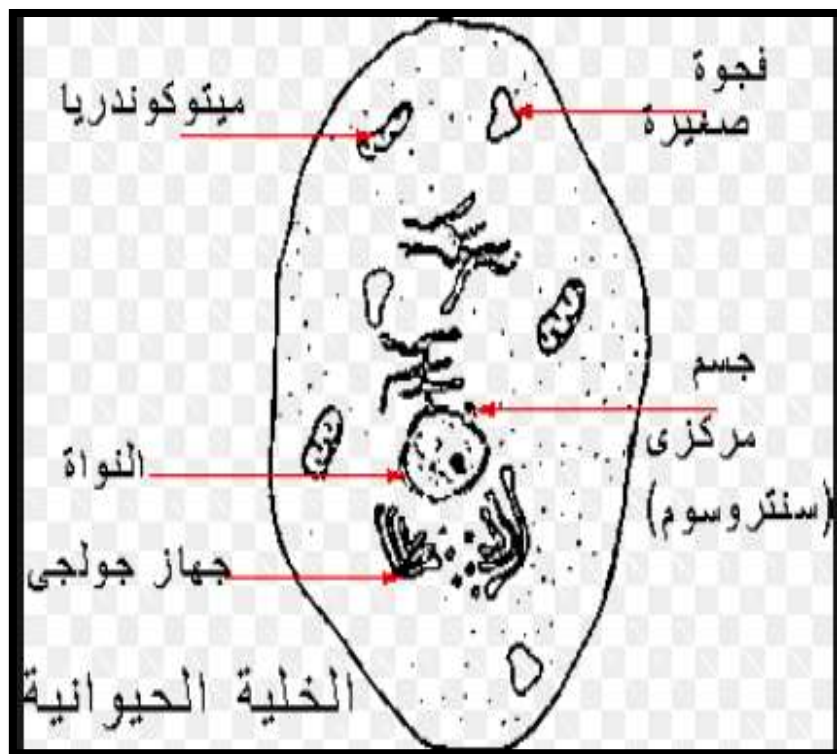 فجوة
صغيرة
ميتوكوندريا
جسم
مركزى
(سنتروسوم)
النواة
جهاز جولجى
الخلية الحيوانية